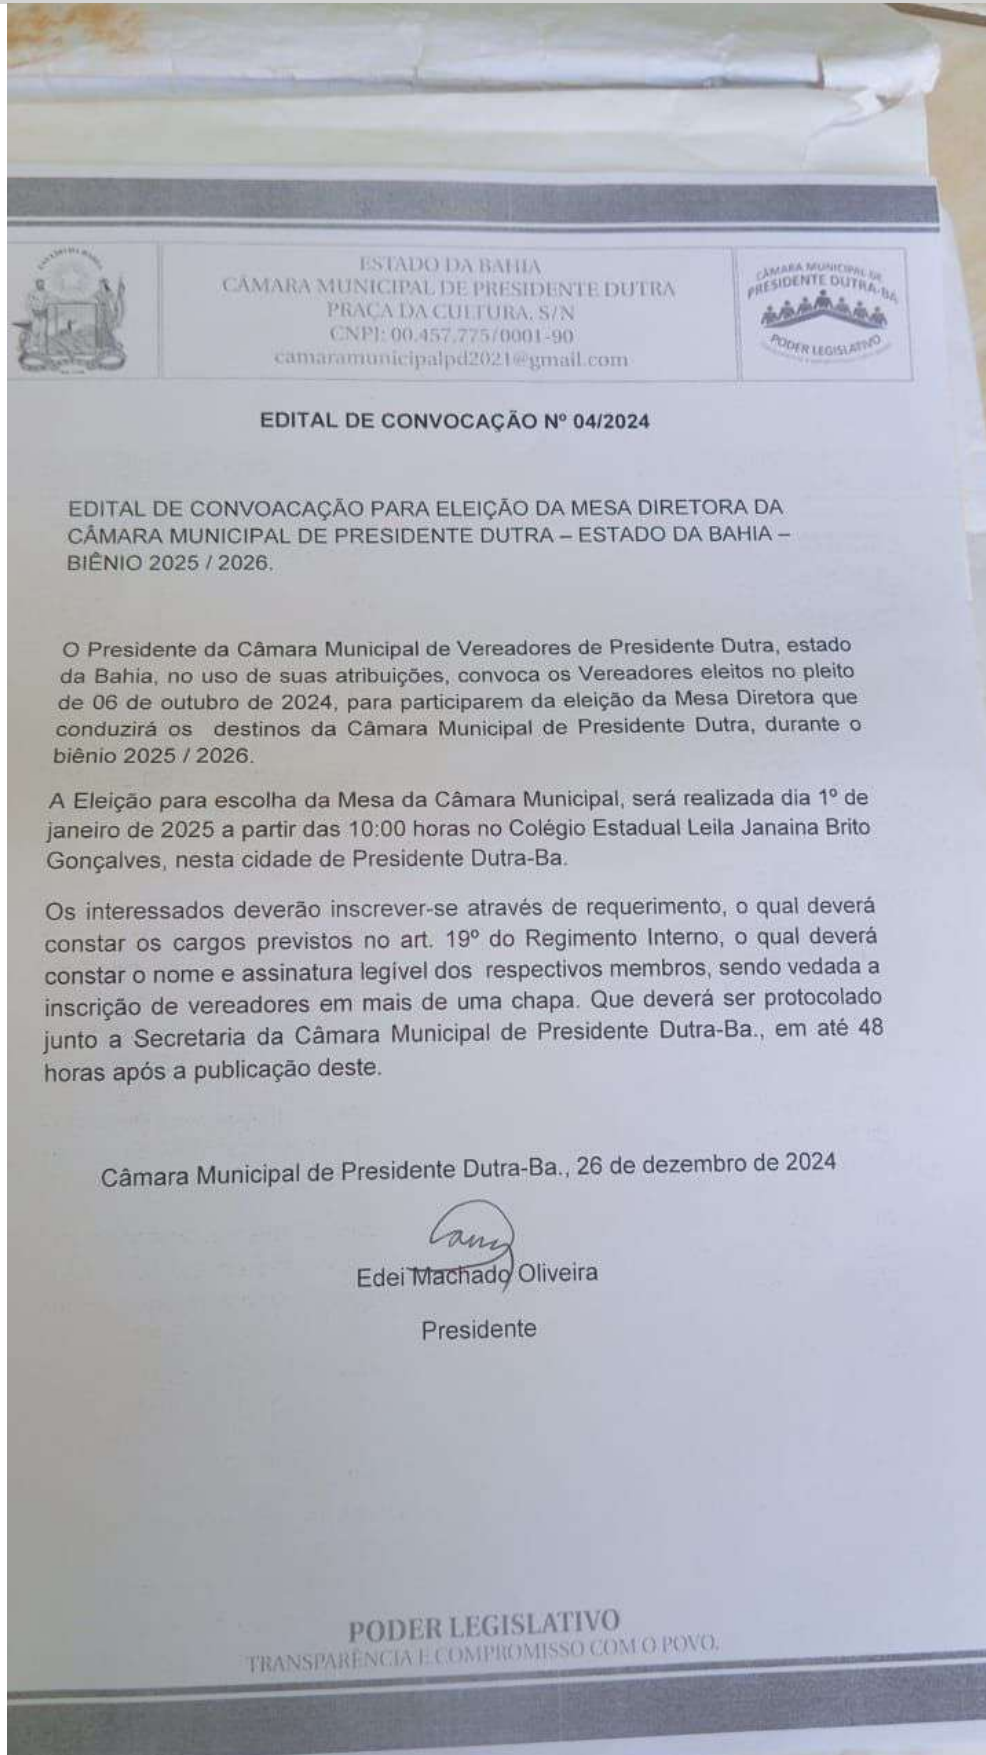 ESTADO DA BAHIA
CÂMARA MUNICIPAL DE PRESIDENTE DUTRA
PRAÇA DA CULTURA, S/N
CNPJ: 00.457.775/0001-90
camaramunicipalpd2021@gmail.com
CÂMARA MUNICIPAL DE
PRESIDENTE DUTRA-BA
PODER LEGISLATIVO
EDITAL DE CONVOCAÇÃO Nº 04/2024
EDITAL DE CONVOACAÇÃO PARA ELEIÇÃO DA MESA DIRETORA DA
CÂMARA MUNICIPAL DE PRESIDENTE DUTRA – ESTADO DA BAHIA –
BIÊNIO 2025 / 2026.
O Presidente da Câmara Municipal de Vereadores de Presidente Dutra, estado
da Bahia, no uso de suas atribuições, convoca os Vereadores eleitos no pleito
de 06 de outubro de 2024, para participarem da eleição da Mesa Diretora que
conduzirá os destinos da Câmara Municipal de Presidente Dutra, durante o
biênio 2025 / 2026.
A Eleição para escolha da Mesa da Câmara Municipal, será realizada dia 1º de
janeiro de 2025 a partir das 10:00 horas no Colégio Estadual Leila Janaina Brito
Gonçalves, nesta cidade de Presidente Dutra-Ba.
Os interessados deverão inscrever-se através de requerimento, o qual deverá
constar os cargos previstos no art. 19º do Regimento Interno, o qual deverá
constar o nome e assinatura legível dos respectivos membros, sendo vedada a
inscrição de vereadores em mais de uma chapa. Que deverá ser protocolado
junto a Secretaria da Câmara Municipal de Presidente Dutra-Ba., em até 48
horas após a publicação deste.
Câmara Municipal de Presidente Dutra-Ba., 26 de dezembro de 2024
Edei Machado Oliveira
Presidente
PODER LEGISLATIVO
TRANSPARÊNCIA E COMPROMISSO COM O POVO.